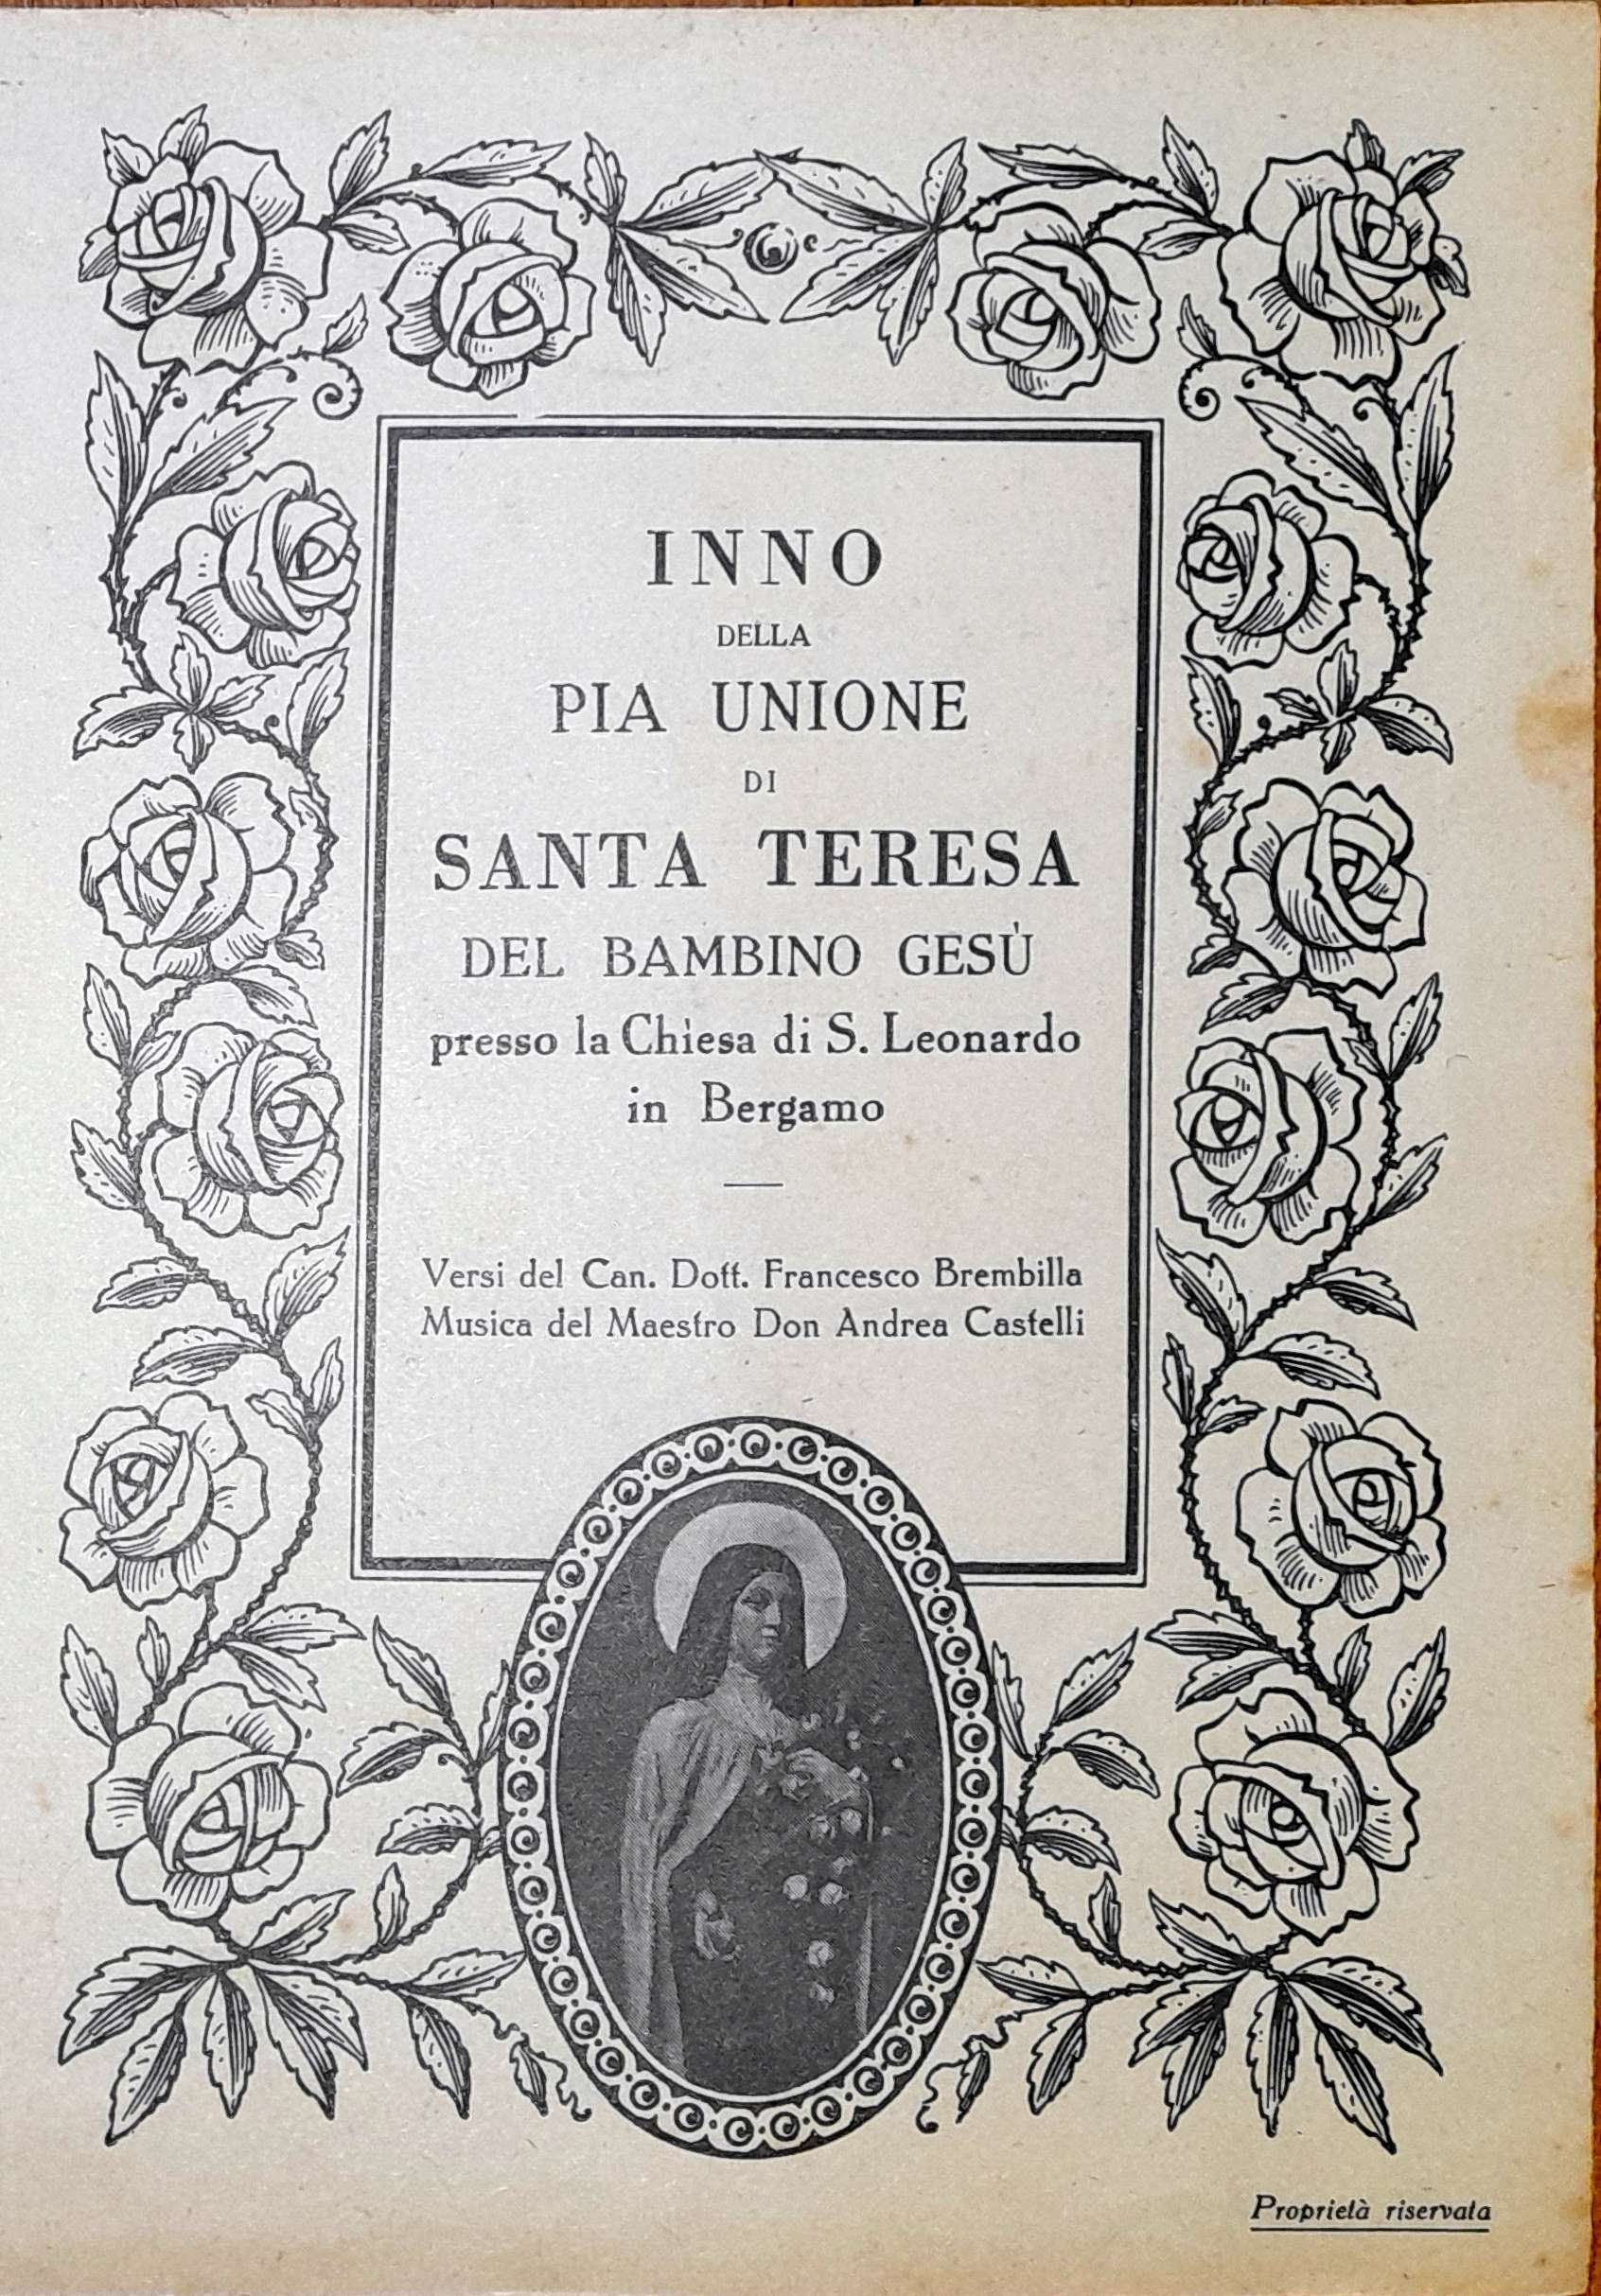 INNO
DELLA
PIA UNIONE
DI
SANTA TERESA
DEL BAMBINO GESÙ
presso la Chiesa di S. Leonardo
in Bergamo
Versi del Can. Dott. Francesco Brembilla
Musica del Maestro Don Andrea Castelli
Proprietà riservata